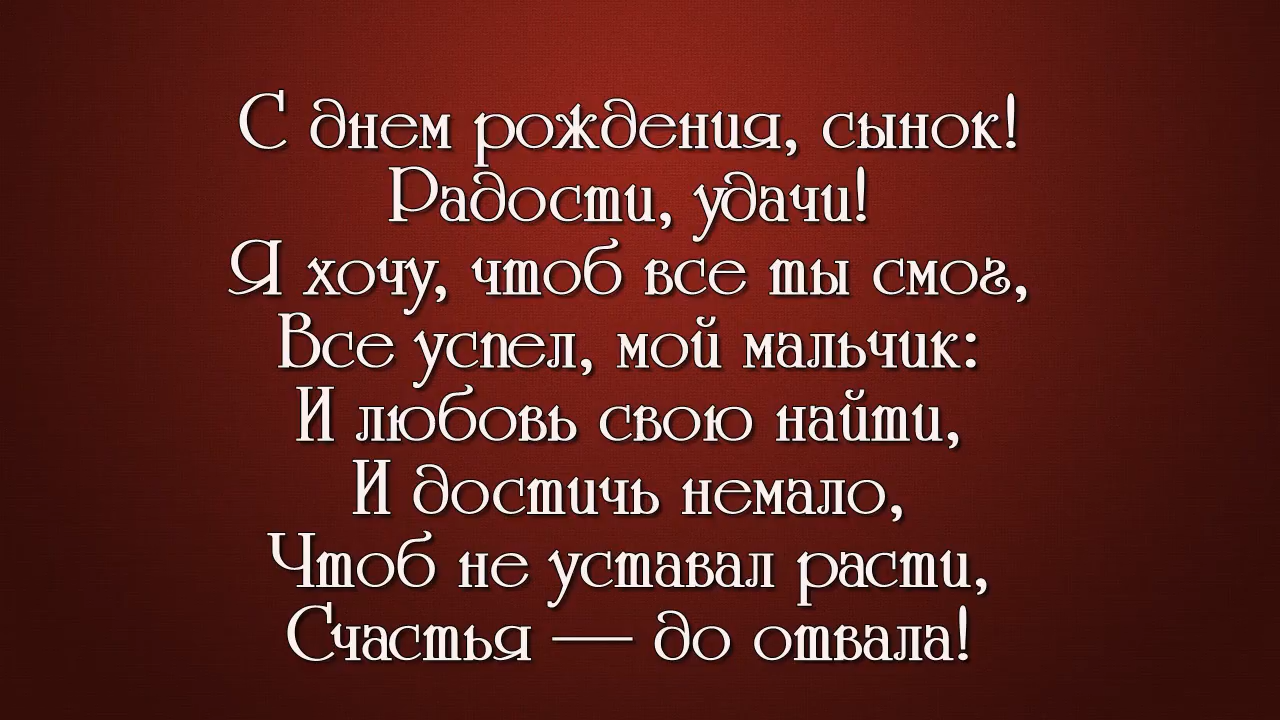 С днем рождения, сынок!
Радости, удачи!
Я хочу, чтоб все ты смог,
Все успел, мой мальчик:
И любовь свою найти,
И достичь немало,
Чтоб не уставал расти,
Счастья — до отвала!